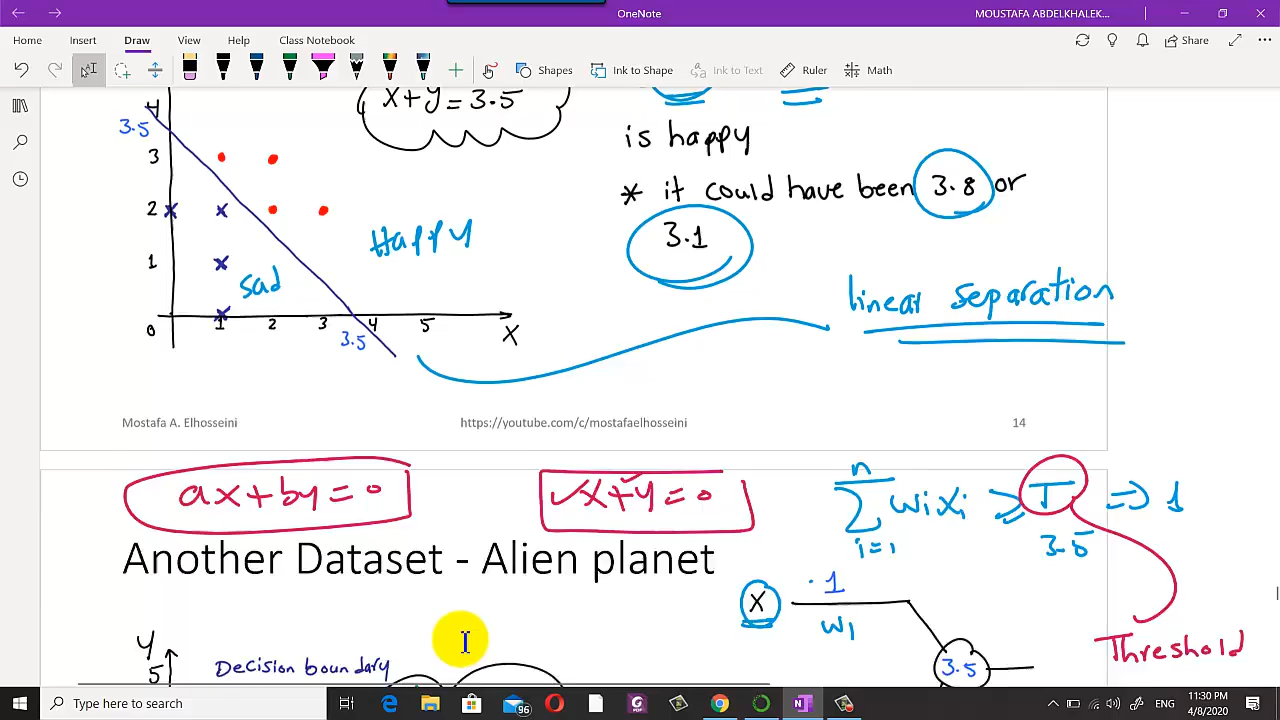 OneNote
MOUSTAFA ABDELKHALEK...
Home Insert Draw View Help Class Notebook
Share
Shapes Ink to Shape Ink to Text Ruler Math
4
3.5
3
2
1
0
1 2 3 4 5 X
3.5
x+y=3.5
Happy
sad
is happy
* it could have been 3.8 or
3.1
linear separation
Mostafa A. Elhosseini https://youtube.com/c/mostafaelhosseini 14
ax+by=0
x+y=0
n
∑ wixi ≥ T => 1
i=1
3.5
Another Dataset - Alien planet
X 1
w1
Threshold
3.5
y
5
Decision boundary
Type here to search
96
ENG
11:30 PM
4/8/2020